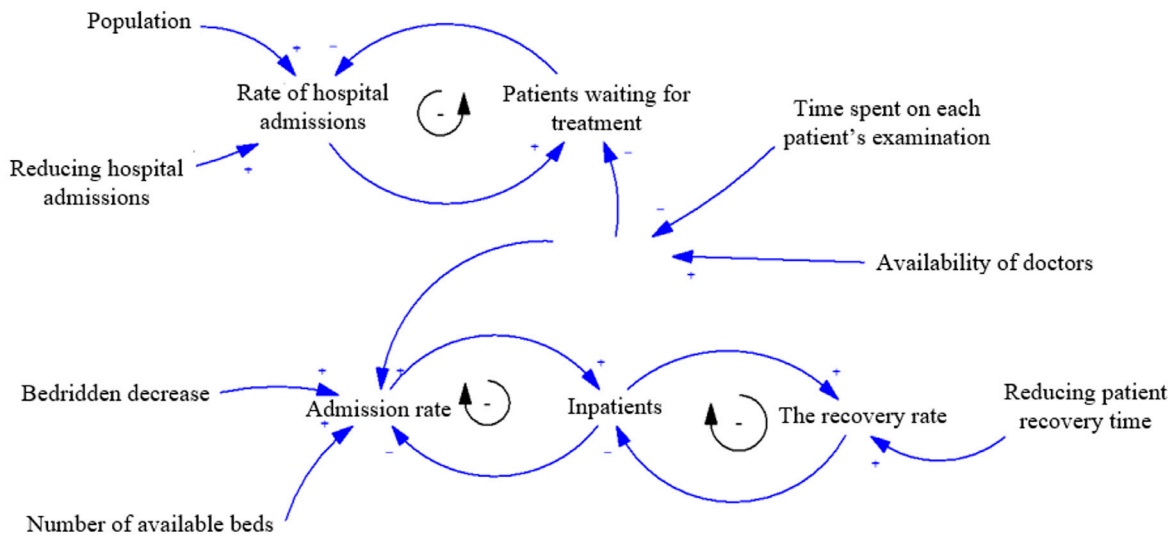 Population
+
−
Rate of hospital
admissions
-
Patients waiting for
treatment
Time spent on each
patient's examination
Reducing hospital
admissions
+
+
−
−
Availability of doctors
+
Bedridden decrease
+
+
Admission rate
-
+
Inpatients
+
The recovery rate
-
Reducing patient
recovery time
+
−
−
+
Number of available beds